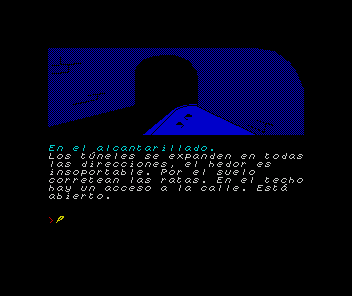 En el alcantarillado.
Los túneles se expanden en todas
las direcciones, el hedor es
insoportable. Por el suelo
corretean las ratas. En el techo
hay un acceso a la calle. Está
abierto.
>